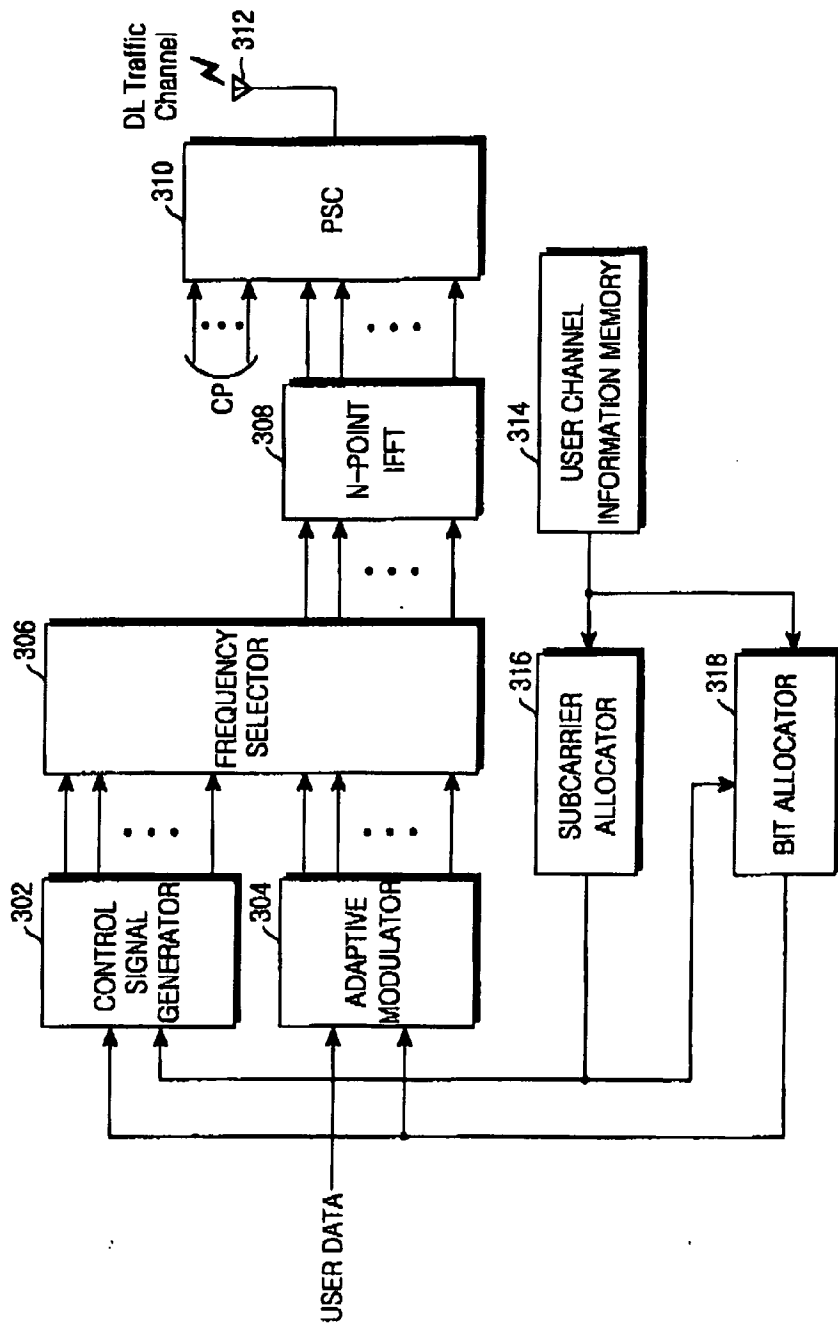 DL Traffic
Channel
312
310
PSC
CP
308
N-POINT
IFFT
314
USER CHANNEL
INFORMATION MEMORY
306
FREQUENCY
SELECTOR
316
SUBCARRIER
ALLOCATOR
318
BIT ALLOCATOR
302
CONTROL
SIGNAL
GENERATOR
304
ADAPTIVE
MODULATOR
USER DATA